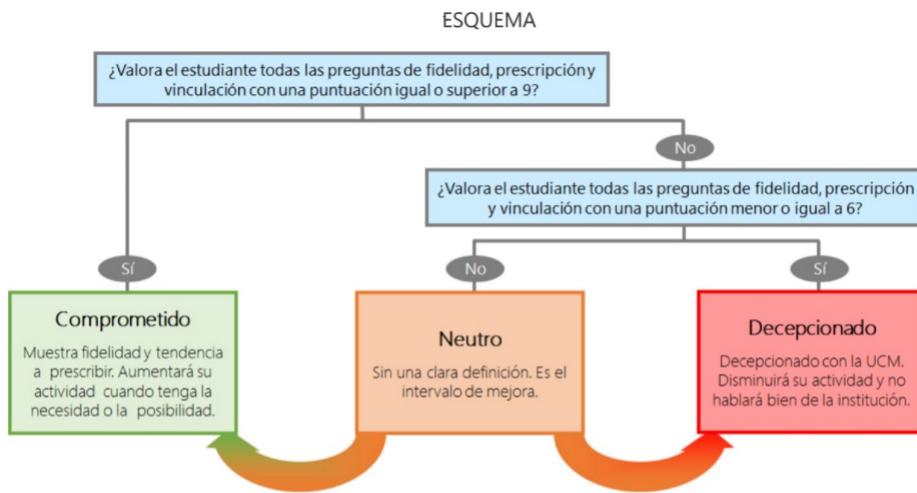 ESQUEMA
¿Valora el estudiante todas las preguntas de fidelidad, prescripción y
vinculación con una puntuación igual o superior a 9?
No
¿Valora el estudiante todas las preguntas de fidelidad, prescripción
y vinculación con una puntuación menor o igual a 6?
Sí
No
Sí
Comprometido
Muestra fidelidad y tendencia
a prescribir. Aumentará su
actividad cuando tenga la
necesidad o la posibilidad.
Neutro
Sin una clara definición. Es el
intervalo de mejora.
Decepcionado
Decepcionado con la UCM.
Disminuirá su actividad y no
hablará bien de la institución.